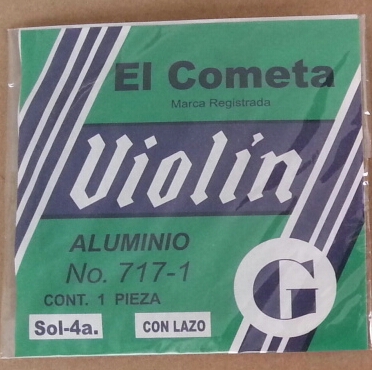 El Cometa
Marca Registrada
Violin
ALUMINIO
No. 717-1
CONT. 1 PIEZA
G
Sol-4a.
CON LAZO